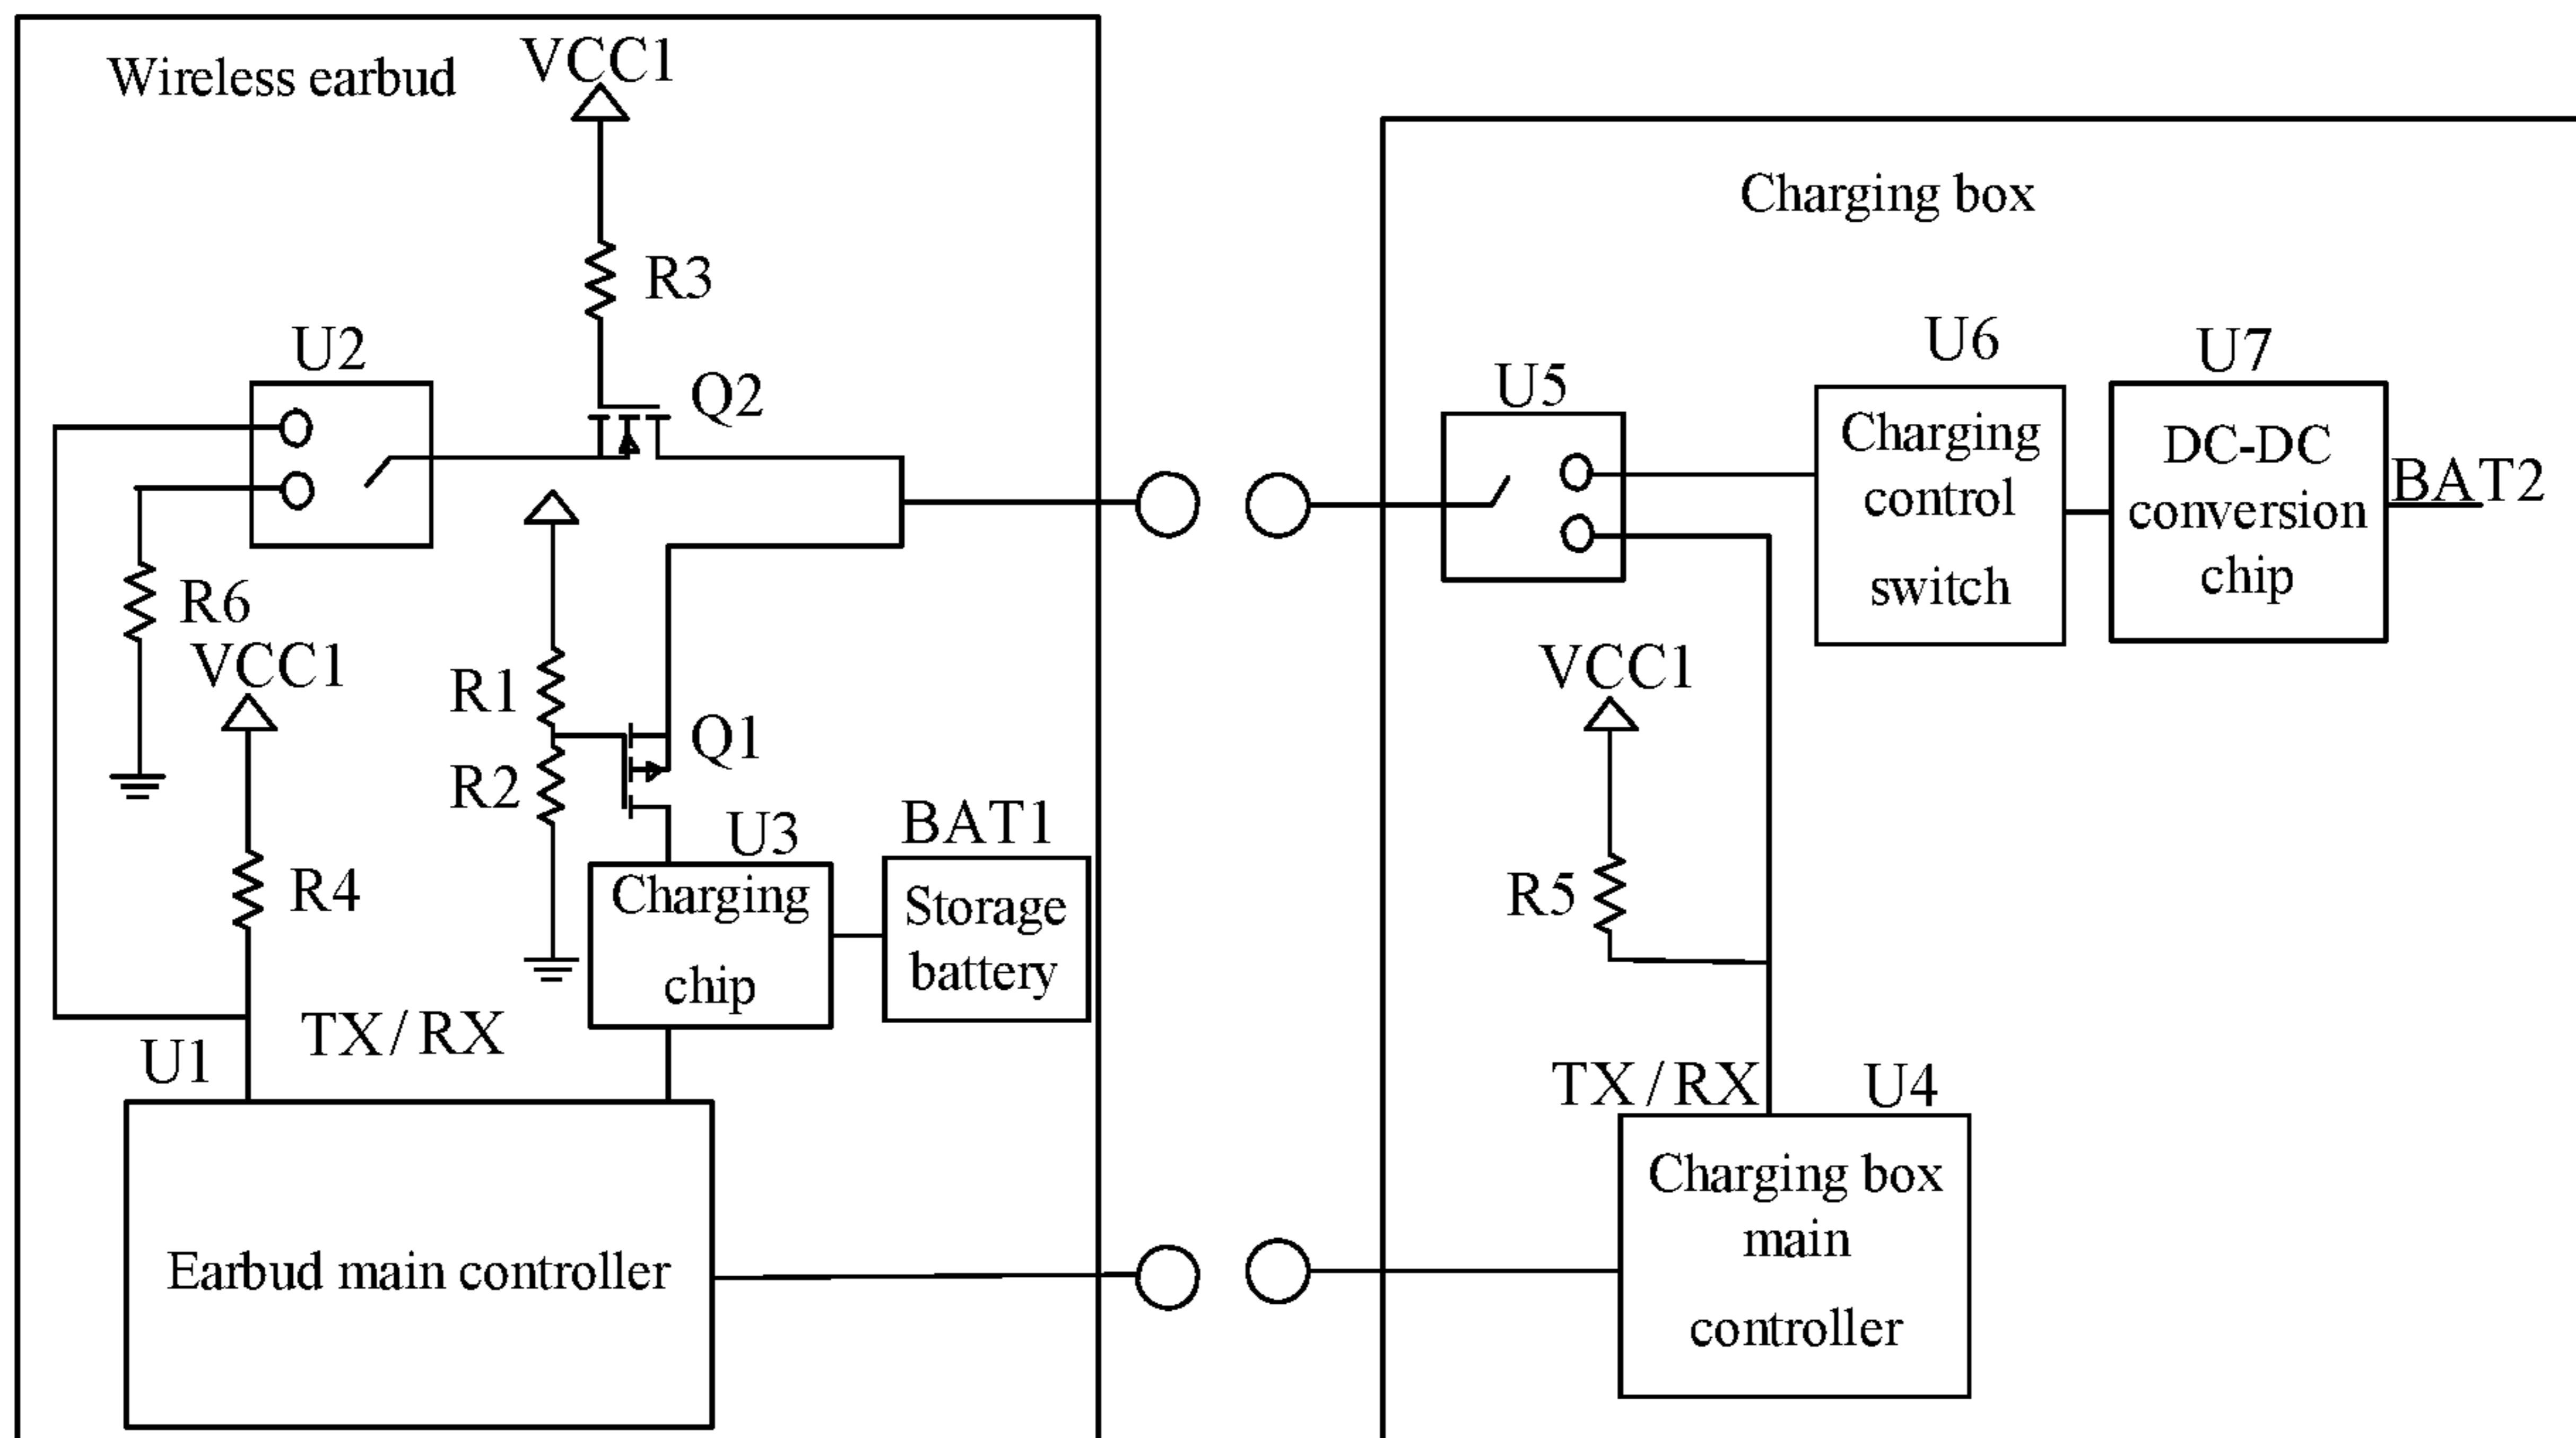 Wireless earbud
VCC1
R3
U2
Q2
R6
VCC1
R1
Q1
R2
R4
U3
Charging
chip
BAT1
Storage
battery
U1
TX/RX
Earbud main controller
Charging box
U5
U6
Charging
control
switch
U7
DC-DC
conversion
chip
BAT2
VCC1
R5
TX/RX
U4
Charging box
main
controller